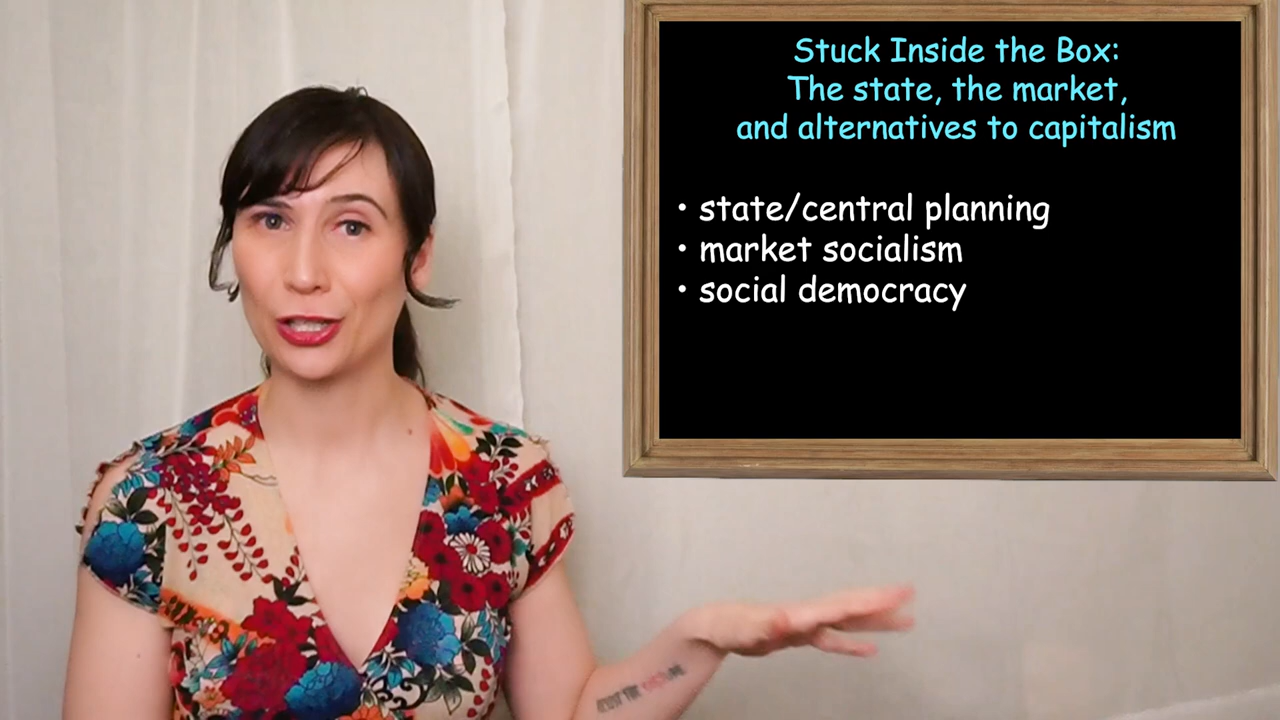 Stuck Inside the Box:
The state, the market,
and alternatives to capitalism
• state/central planning
• market socialism
• social democracy